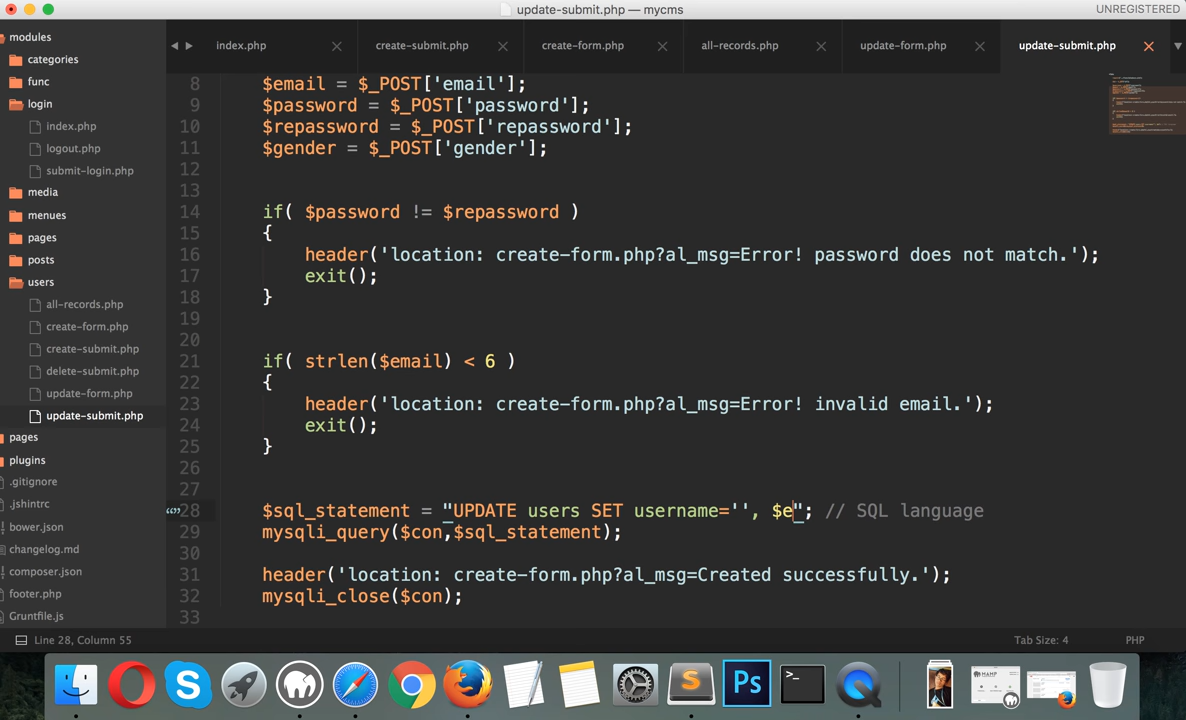 update-submit.php — mycms
UNREGISTERED
modules
categories
func
login
index.php
logout.php
submit-login.php
media
menues
pages
posts
users
all-records.php
create-form.php
create-submit.php
delete-submit.php
update-form.php
update-submit.php
pages
plugins
.gitignore
.jshintrc
bower.json
changelog.md
composer.json
footer.php
Gruntfile.js
index.php
create-submit.php
create-form.php
all-records.php
update-form.php
update-submit.php
8 $email = $_POST['email'];
9 $password = $_POST['password'];
10 $repassword = $_POST['repassword'];
11 $gender = $_POST['gender'];
12
13
14 if( $password != $repassword )
15 {
16 header('location: create-form.php?al_msg=Error! password does not match.');
17 exit();
18 }
19
20
21 if( strlen($email) < 6 )
22 {
23 header('location: create-form.php?al_msg=Error! invalid email.');
24 exit();
25 }
26
27
28 $sql_statement = "UPDATE users SET username='', $e"; // SQL language
29 mysqli_query($con,$sql_statement);
30
31 header('location: create-form.php?al_msg=Created successfully.');
32 mysqli_close($con);
33
Line 28, Column 55
Tab Size: 4
PHP
S
S
Ps
>_